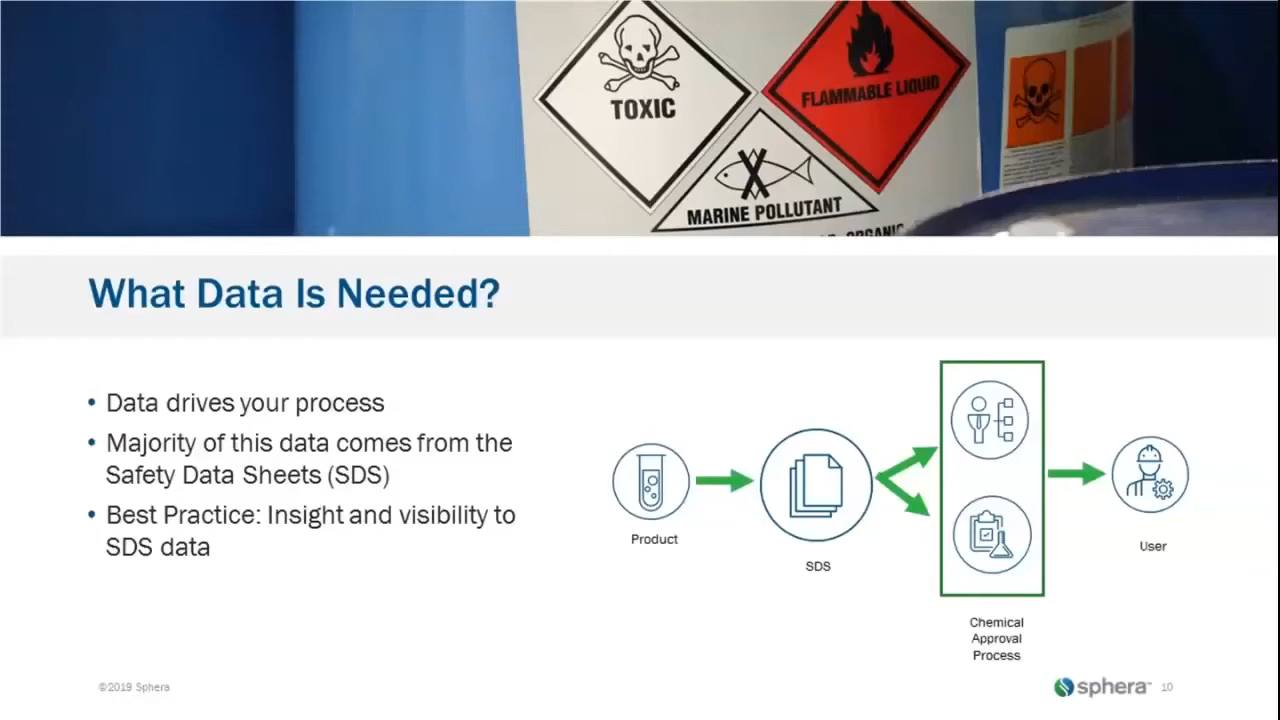 TOXIC
FLAMMABLE LIQUID
MARINE POLLUTANT
ORGANIC
What Data Is Needed?
• Data drives your process
• Majority of this data comes from the
Safety Data Sheets (SDS)
• Best Practice: Insight and visibility to
SDS data
Product
SDS
Chemical
Approval
Process
User
©2019 Sphera
sphera™
10